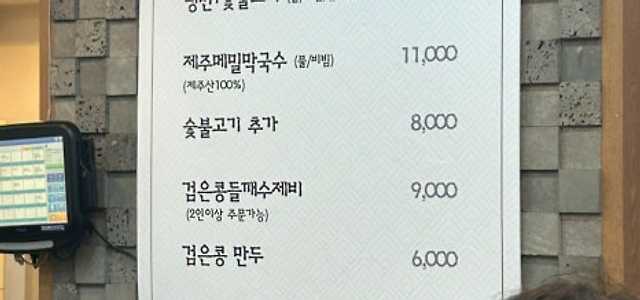 제주메밀막국수 (물/비빔) 11,000
(제주산100%)
숯불고기 추가 8,000
검은콩들깨수제비 9,000
(2인이상 주문가능)
검은콩 만두 6,000